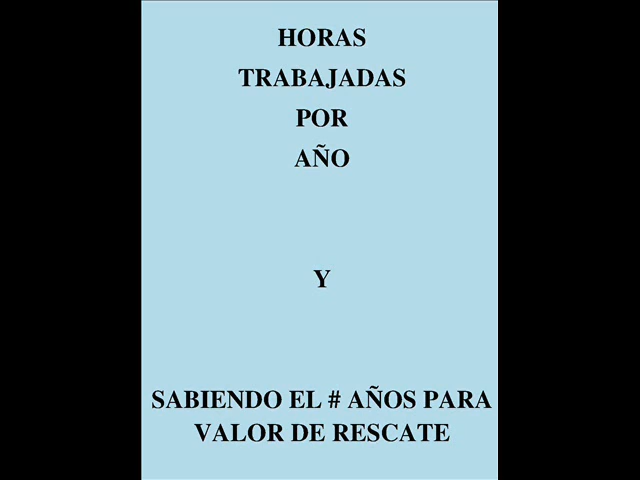 HORAS
TRABAJADAS
POR
AÑO
Y
SABIENDO EL # AÑOS PARA
VALOR DE RESCATE